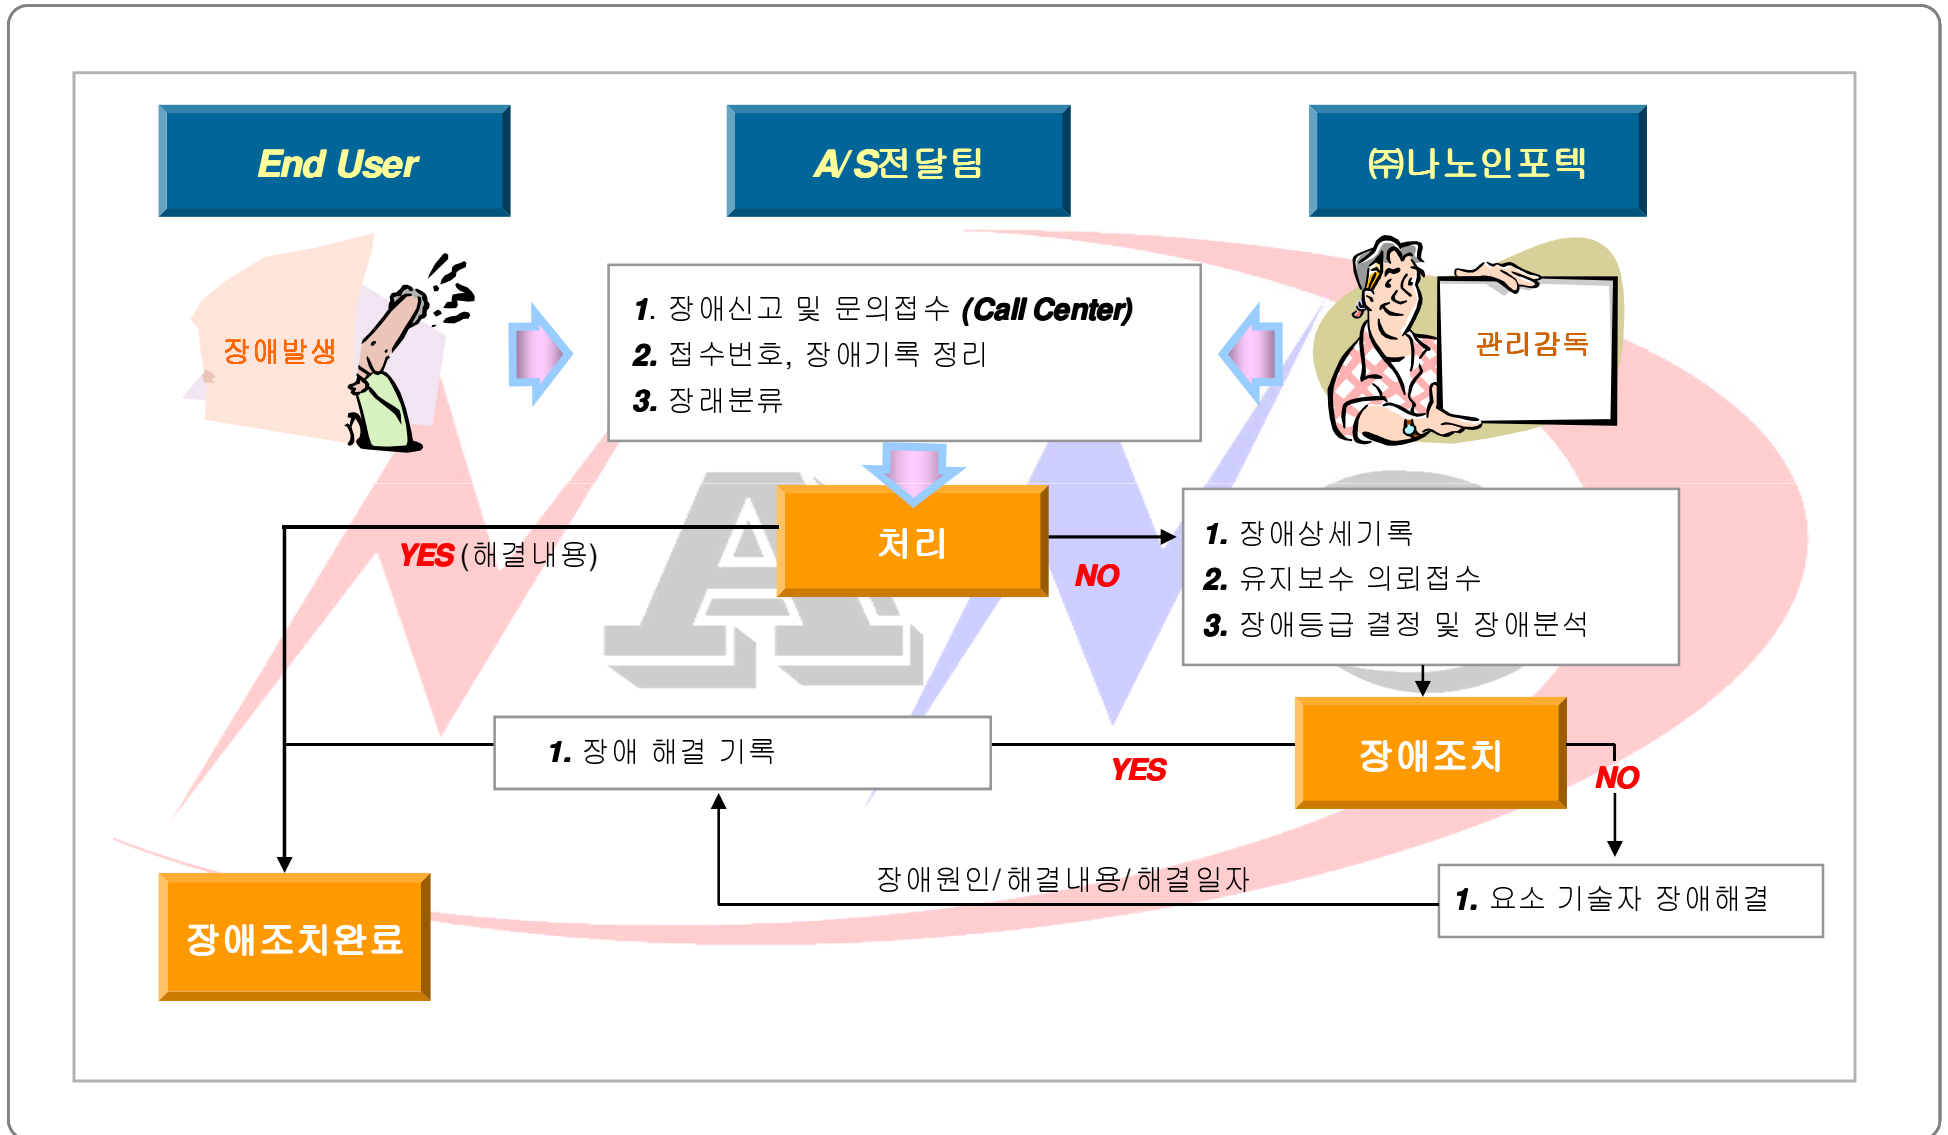 End User
A/S전달팀
㈜나노인포텍
장애발생
1. 장애신고 및 문의접수 (Call Center)
2. 접수번호, 장애기록 정리
3. 장래분류
관리감독
처리
YES (해결내용)
NO
1. 장애상세기록
2. 유지보수 의뢰접수
3. 장애등급 결정 및 장애분석
1. 장애 해결 기록
YES
장애조치
NO
장애원인/해결내용/해결일자
1. 요소 기술자 장애해결
장애조치완료
NANO